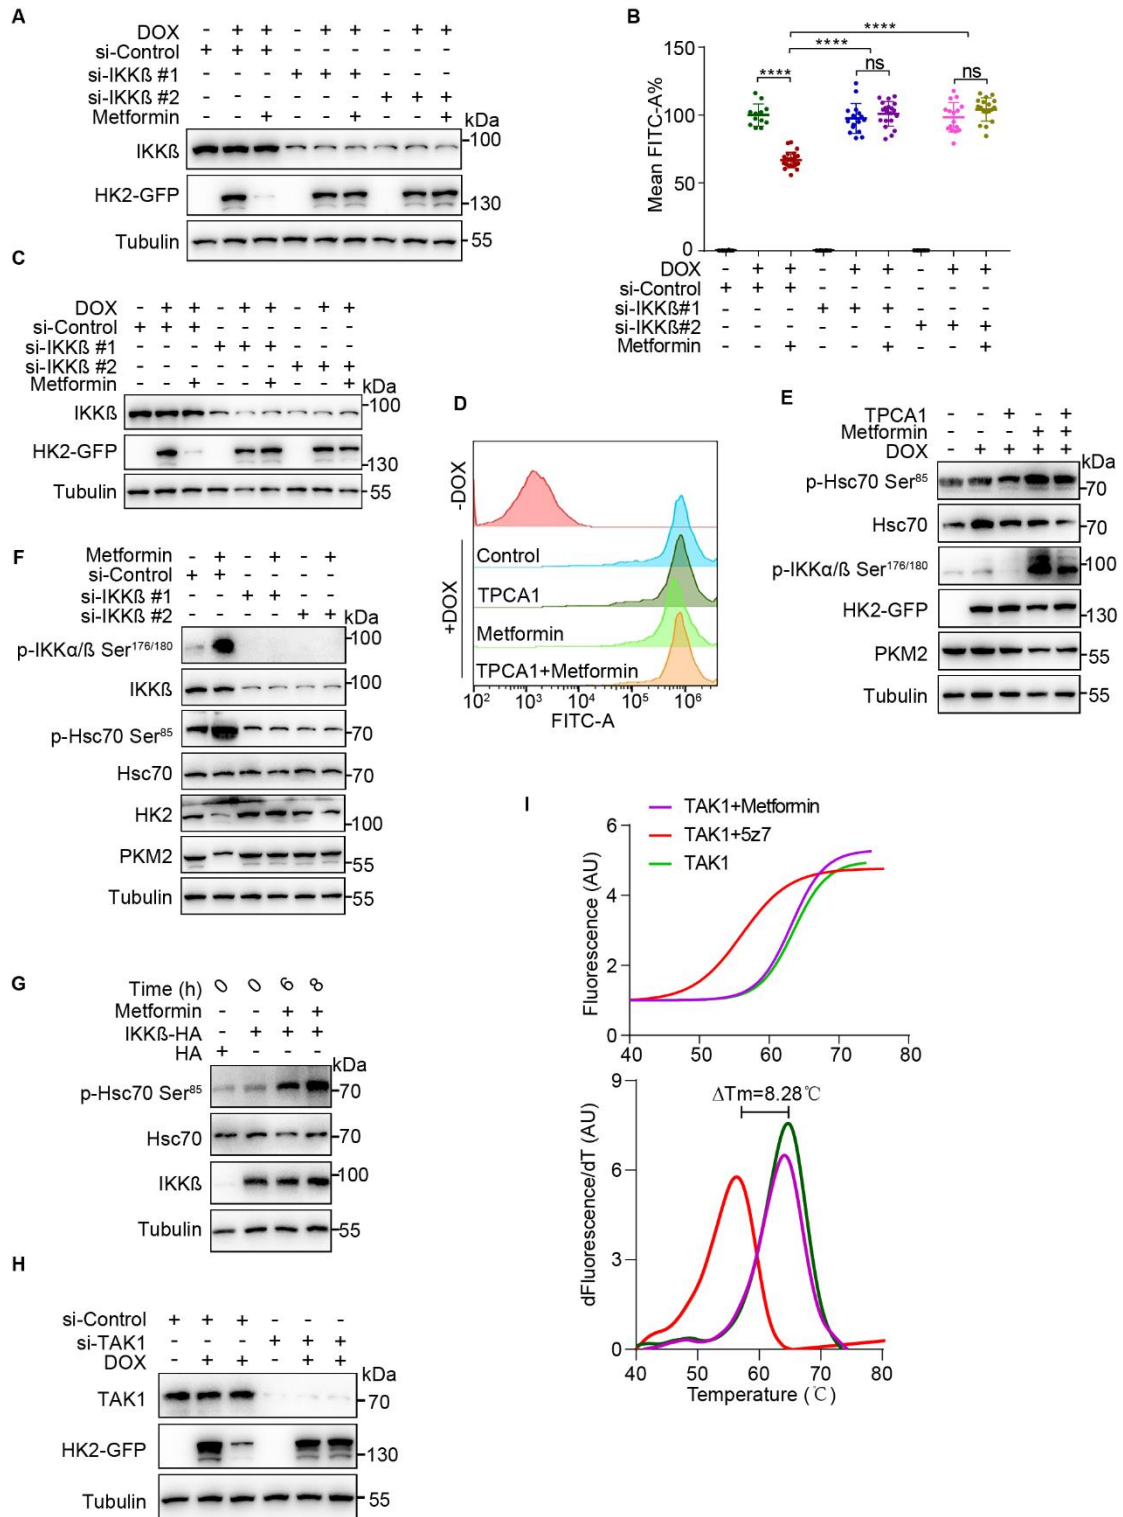 A
DOX - + + - + + - + +
si-Control + + + - - - - - -
si-IKKß #1 - - - + + + - - -
si-IKKß #2 - - - - - - + + +
Metformin - - + - - + - - + kDa
IKKß -100
HK2-GFP -130
Tubulin -55
B
Mean FITC-A%
150
100
50
0
**** **** **** ns ns
DOX - + + - + + - + +
si-Control + + + - - - - - -
si-IKKß#1 - - - + + + - - -
si-IKKß#2 - - - - - - + + +
Metformin - - + - - + - - +
C
DOX - + + - + + - + +
si-Control + + + - - - - - -
si-IKKß #1 - - - + + + - - -
si-IKKß #2 - - - - - - + + +
Metformin - - + - - + - - + kDa
IKKß -100
HK2-GFP -130
Tubulin -55
D
-DOX
+DOX
Control
TPCA1
Metformin
TPCA1+Metformin
10² 10³ 10⁴ 10⁵ 10⁶
FITC-A
E
TPCA1 - - + - +
Metformin - - - + +
DOX - + + + +
kDa
p-Hsc70 Ser⁸⁵ 70
Hsc70 -70
p-IKKα/ß Ser¹⁷⁶/¹⁸⁰ -100
HK2-GFP -130
PKM2 -55
Tubulin -55
F
Metformin - + - + - +
si-Control + + - - - -
si-IKKß #1 - - + + - -
si-IKKß #2 - - - - + + kDa
p-IKKα/ß Ser¹⁷⁶/¹⁸⁰ -100
IKKß -100
p-Hsc70 Ser⁸⁵ -70
Hsc70 -70
HK2 -100
PKM2 -55
Tubulin -55
G
Time (h) 0 0 6 8
Metformin - - + +
IKKß-HA - + + +
HA + - - -
kDa
p-Hsc70 Ser⁸⁵ -70
Hsc70 -70
IKKß -100
Tubulin -55
H
si-Control + + + - - -
si-TAK1 - - - + + +
DOX - + + - + +
kDa
TAK1 -70
HK2-GFP -130
Tubulin -55
I
TAK1+Metformin
TAK1+5z7
TAK1
Fluorescence (AU)
6
4
2
0
40 50 60 70 80
dFluorescence/dT (AU)
9
6
3
0
ΔTm=8.28℃
40 50 60 70 80
Temperature (℃)